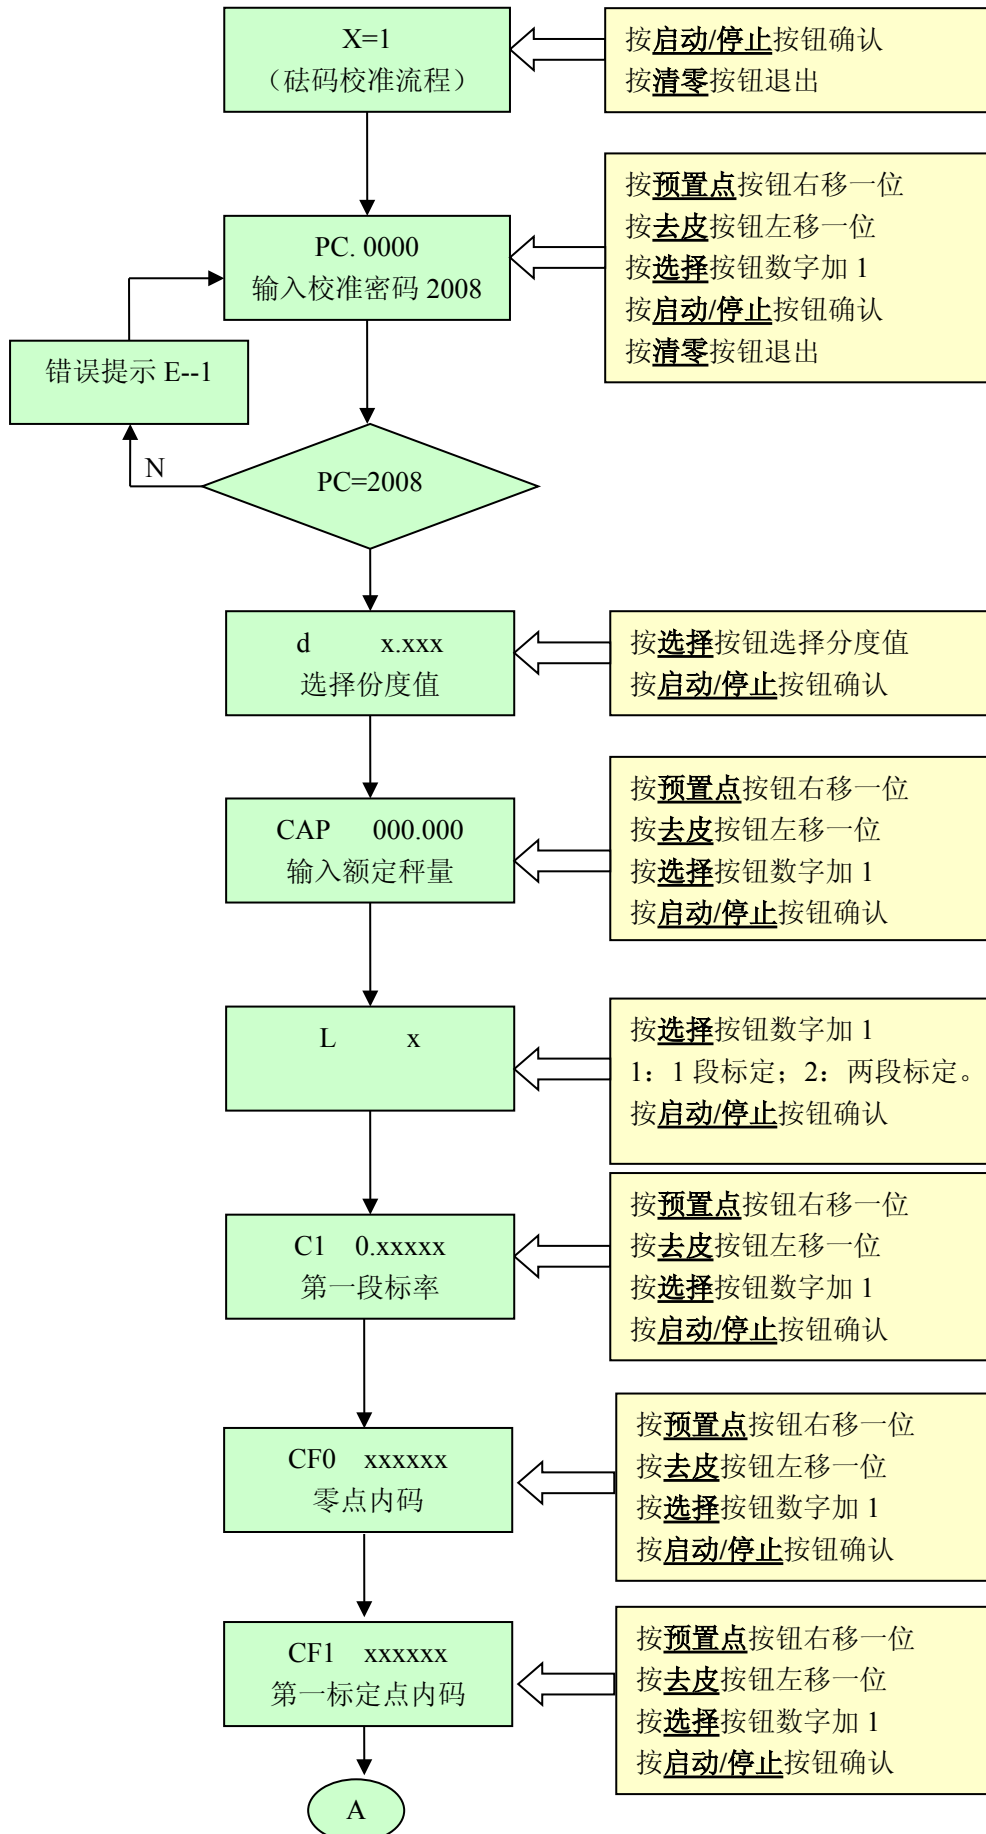 X=1
（砝码校准流程）
按启动/停止按钮确认
按清零按钮退出
PC. 0000
输入校准密码 2008
按预置点按钮右移一位
按去皮按钮左移一位
按选择按钮数字加 1
按启动/停止按钮确认
按清零按钮退出
错误提示 E--1
N
PC=2008
d x.xxx
选择份度值
按选择按钮选择分度值
按启动/停止按钮确认
CAP 000.000
输入额定秤量
按预置点按钮右移一位
按去皮按钮左移一位
按选择按钮数字加 1
按启动/停止按钮确认
L x
按选择按钮数字加 1
1：1 段标定；2：两段标定。
按启动/停止按钮确认
C1 0.xxxxx
第一段标率
按预置点按钮右移一位
按去皮按钮左移一位
按选择按钮数字加 1
按启动/停止按钮确认
CF0 xxxxxx
零点内码
按预置点按钮右移一位
按去皮按钮左移一位
按选择按钮数字加 1
按启动/停止按钮确认
CF1 xxxxxx
第一标定点内码
按预置点按钮右移一位
按去皮按钮左移一位
按选择按钮数字加 1
按启动/停止按钮确认
A